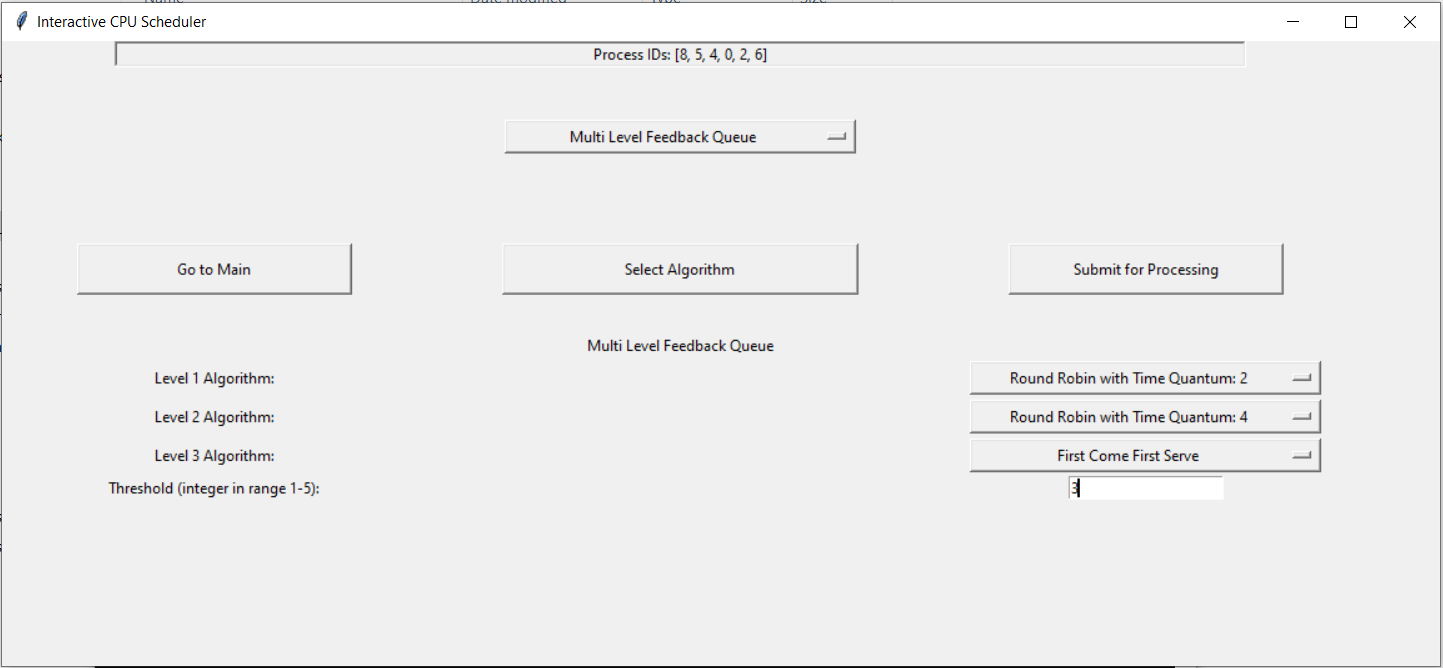 Interactive CPU Scheduler
Process IDs: [8, 5, 4, 0, 2, 6]
Multi Level Feedback Queue
Go to Main
Select Algorithm
Submit for Processing
Multi Level Feedback Queue
Level 1 Algorithm:
Round Robin with Time Quantum: 2
Level 2 Algorithm:
Round Robin with Time Quantum: 4
Level 3 Algorithm:
First Come First Serve
Threshold (integer in range 1-5):
3